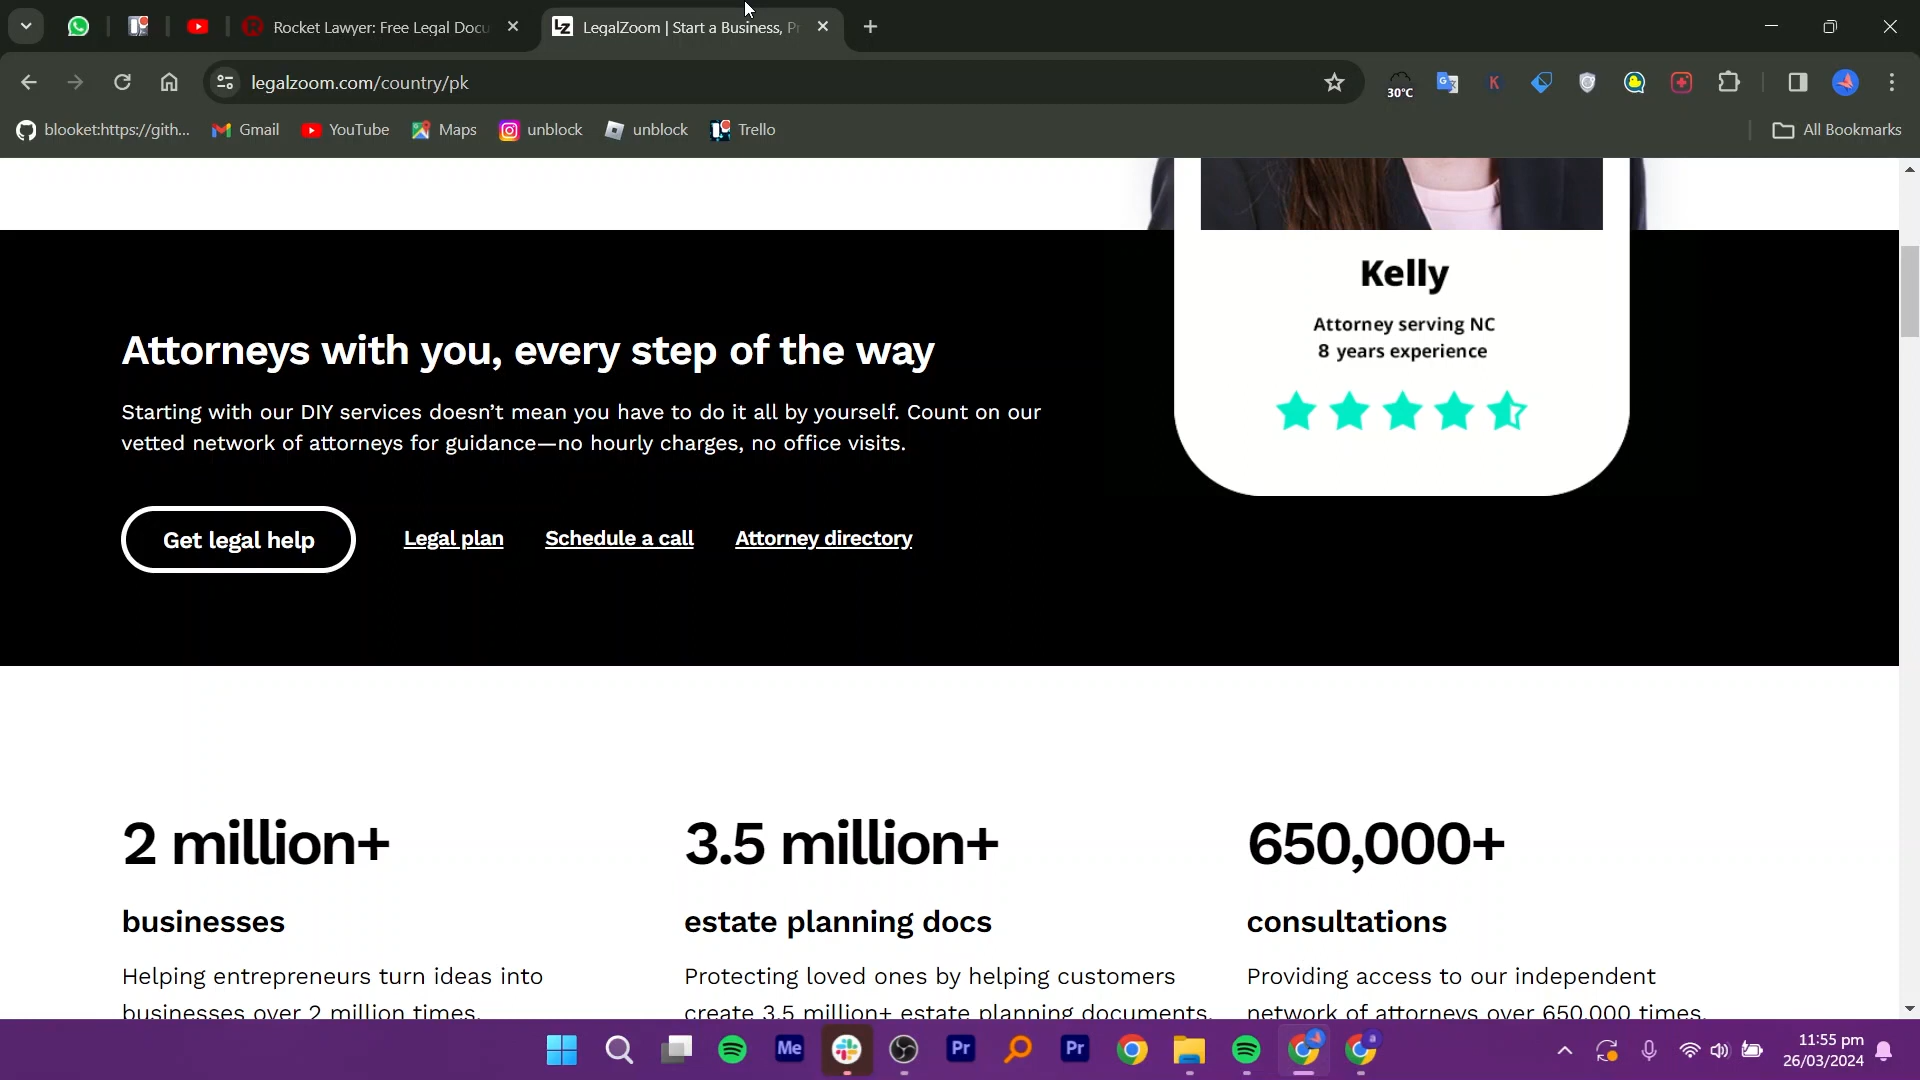 Rocket Lawyer: Free Legal Docu
LegalZoom | Start a Business, P
legalzoom.com/country/pk
30°C
K
blooket:https://gith...
Gmail
YouTube
Maps
unblock
unblock
Trello
All Bookmarks
Kelly
Attorney serving NC
8 years experience
Attorneys with you, every step of the way
Starting with our DIY services doesn't mean you have to do it all by yourself. Count on our
vetted network of attorneys for guidance—no hourly charges, no office visits.
Get legal help
Legal plan
Schedule a call
Attorney directory
2 million+
businesses
Helping entrepreneurs turn ideas into
businesses over 2 million times.
3.5 million+
estate planning docs
Protecting loved ones by helping customers
create 3.5 million+ estate planning documents.
650,000+
consultations
Providing access to our independent
network of attorneys over 650,000 times.
Me
Pr
Pr
11:55 pm
26/03/2024